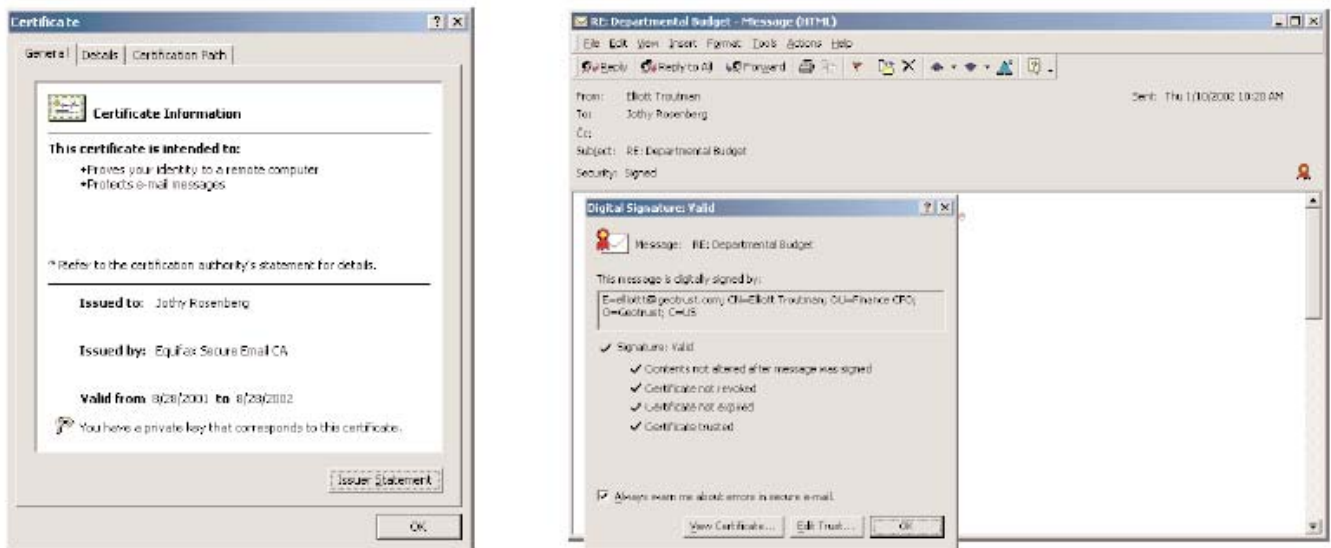 Certificate
General Details Certification Path
Certificate Information
This certificate is intended to:
•Proves your identity to a remote computer
•Protects e-mail messages
* Refer to the certification authority's statement for details.
Issued to: Jothy Rosenberg
Issued by: Equifax Secure Email CA
Valid from 8/28/2001 to 8/28/2002
You have a private key that corresponds to this certificate.
Issuer Statement
OK
RE: Departmental Budget - Message (HTML)
File Edit View Insert Format Tools Actions Help
Reply Reply to All Forward
From: Elliott Troutman
Sent: Thu 1/10/2002 10:20 AM
To: Jothy Rosenberg
Cc:
Subject: RE: Departmental Budget
Security: Signed
Digital Signature: Valid
Message: RE: Departmental Budget
This message is digitally signed by:
E=elliott@geotrust.com; CN=Elliott Troutman; OU=Finance CFO;
O=Geotrust; C=US
Signature: Valid
Contents not altered after message was signed
Certificate not revoked
Certificate not expired
Certificate trusted
Always warn me about errors in secure e-mail.
View Certificate... Edit Trust... OK